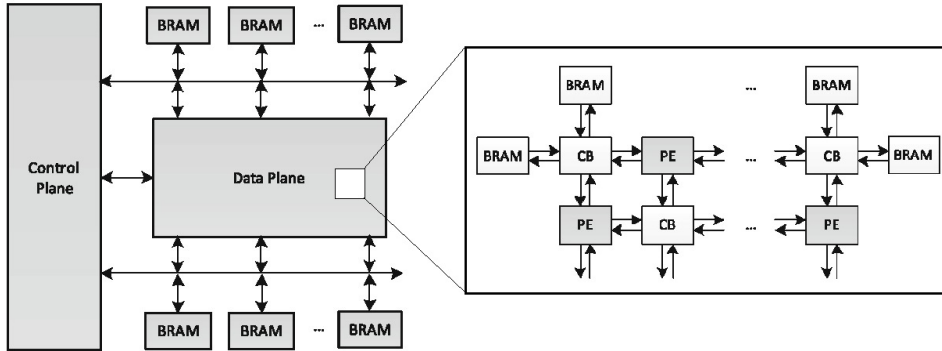 BRAM BRAM ... BRAM
Control
Plane
Data Plane
BRAM BRAM ... BRAM
BRAM ... BRAM
BRAM CB PE ... CB BRAM
PE CB ... PE